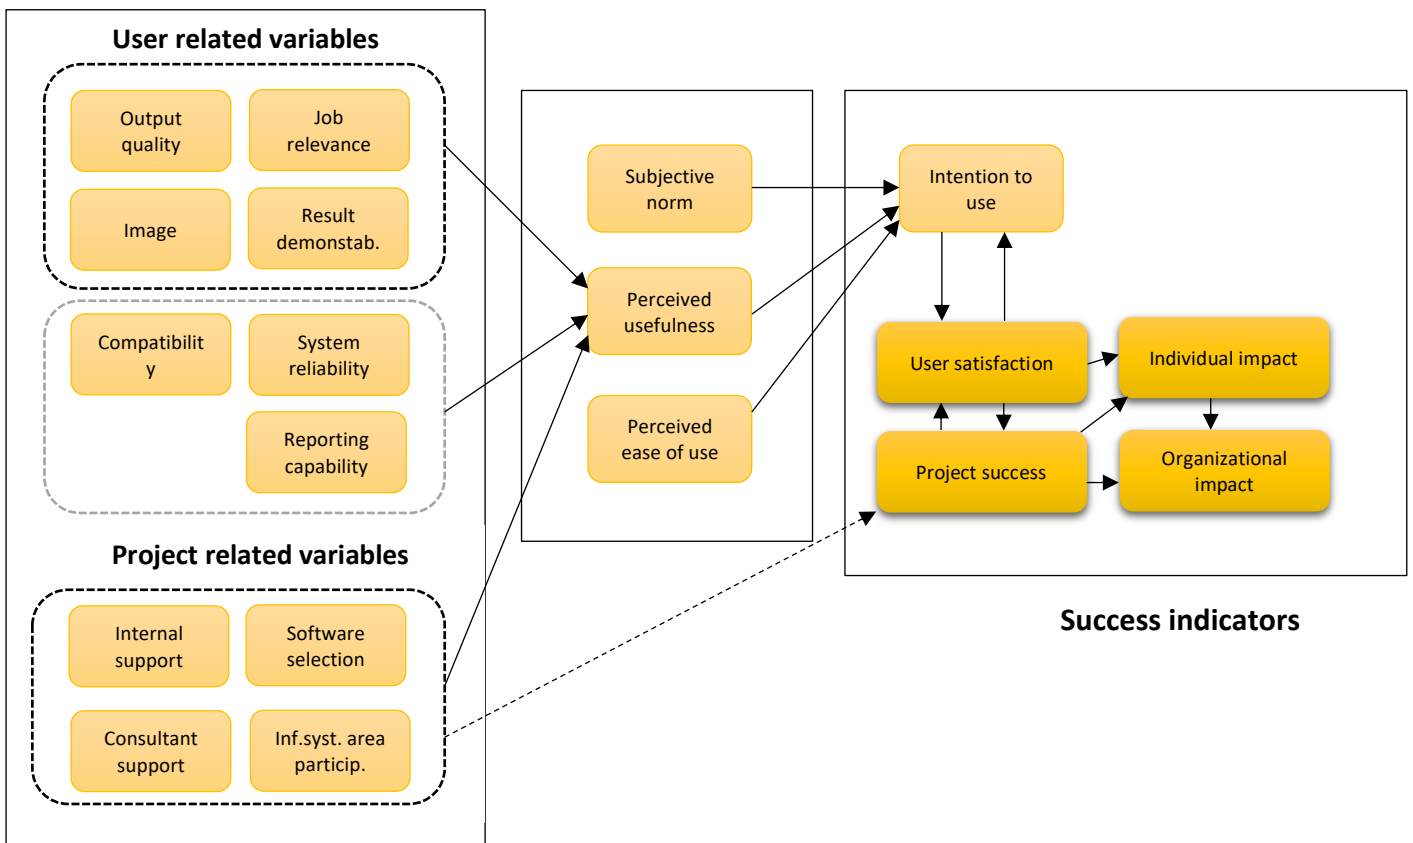 User related variables
Output
quality
Job
relevance
Image
Result
demonstab.
Compatibilit
y
System
reliability
Reporting
capability
Project related variables
Internal
support
Software
selection
Consultant
support
Inf.syst. area
particip.
Subjective
norm
Perceived
usefulness
Perceived
ease of use
Intention to
use
User satisfaction
Individual impact
Project success
Organizational
impact
Success indicators